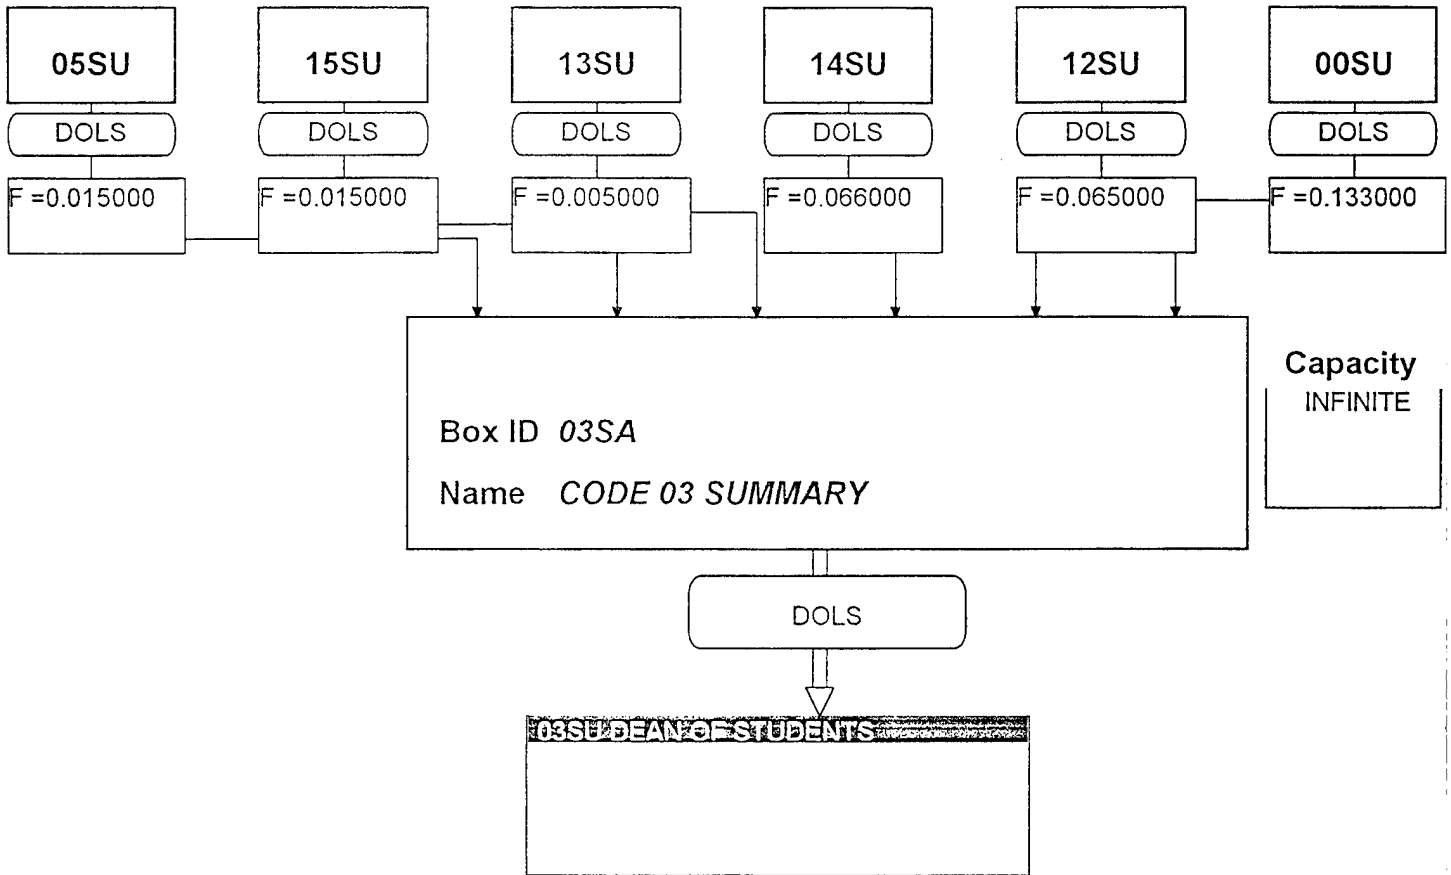 05SU 15SU 13SU 14SU 12SU 00SU
DOLS DOLS DOLS DOLS DOLS DOLS
F =0.015000 F =0.015000 F =0.005000 F =0.066000 F =0.065000 F =0.133000
Capacity
INFINITE
Box ID 03SA
Name CODE 03 SUMMARY
DOLS
03SU DEAN OF STUDENTS